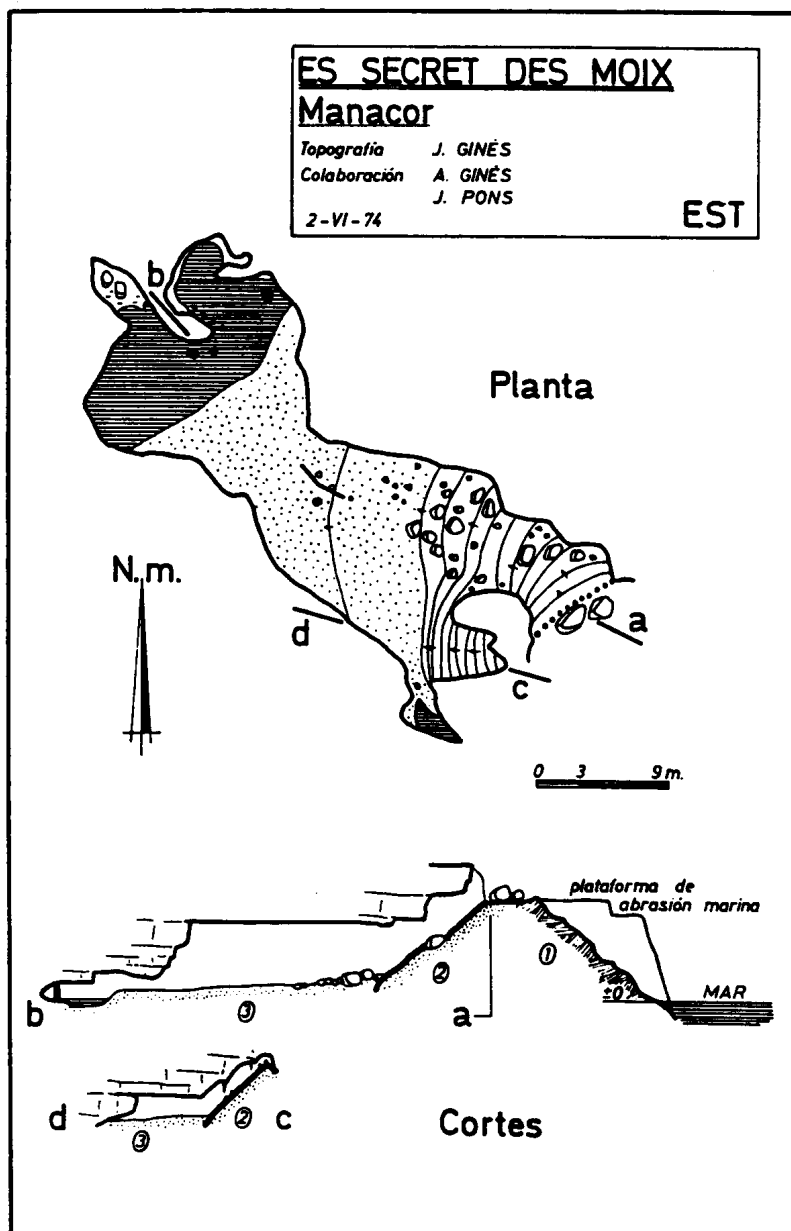 ES SECRET DES MOIX
Manacor
Topografía J. GINÉS
Colaboración A. GINÉS
J. PONS
2-VI-74 EST
b
Planta
N.m.
d
a
c
0 3 9 m.
plataforma de
abrasión marina
②
①
±0
MAR
b
③
a
d
②
c
③
Cortes